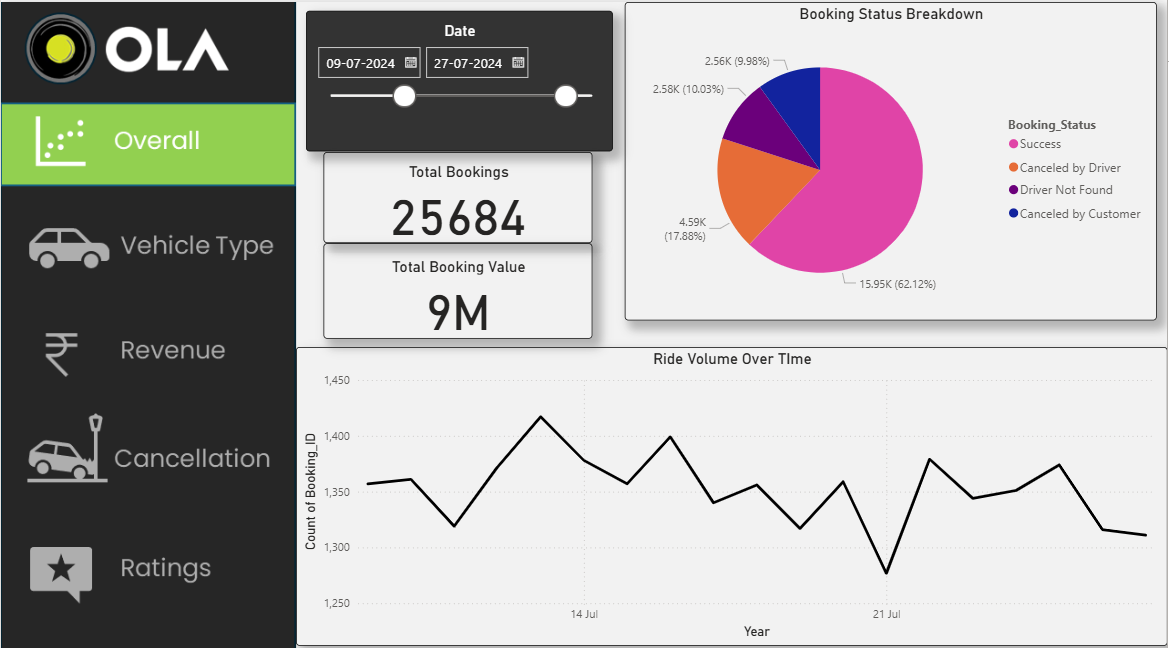 OLA
Overall
Vehicle Type
Revenue
Cancellation
Ratings
Date
09-07-2024
27-07-2024
Total Bookings
25684
Total Booking Value
9M
Booking Status Breakdown
2.56K (9.98%)
2.58K (10.03%)
4.59K
(17.88%)
15.95K (62.12%)
Booking_Status
Success
Canceled by Driver
Driver Not Found
Canceled by Customer
Ride Volume Over TIme
Count of Booking_ID
1,450
1,400
1,350
1,300
1,250
14 Jul
21 Jul
Year